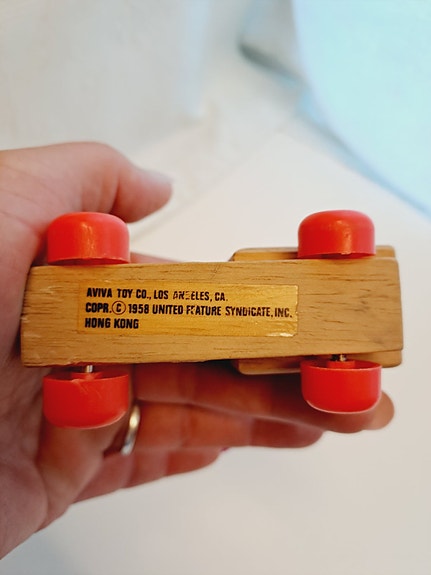 AVIVA TOY CO., LOS ANGELES, CA.
COPR.© 1958 UNITED FEATURE SYNDICATE, INC.
HONG KONG